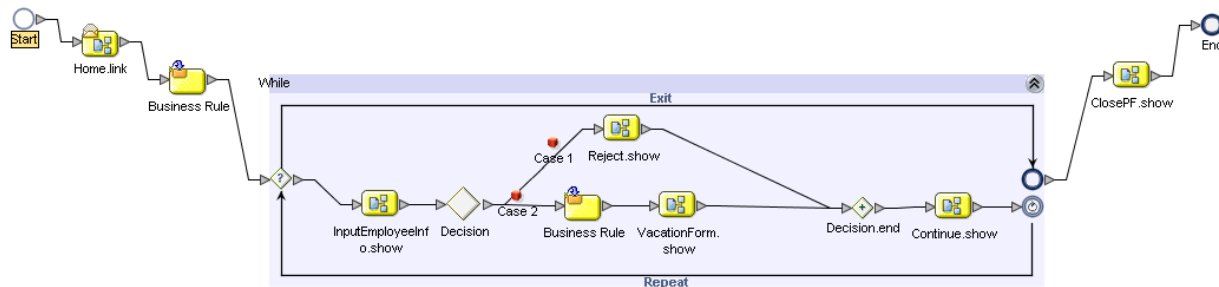 Start
Home.link
Business Rule
While
Exit
Case 1
Reject.show
Case 2
InputEmployeeInf
o.show
Decision
Business Rule
VacationForm.
show
Decision.end
Continue.show
Repeat
ClosePF.show
End
?
+